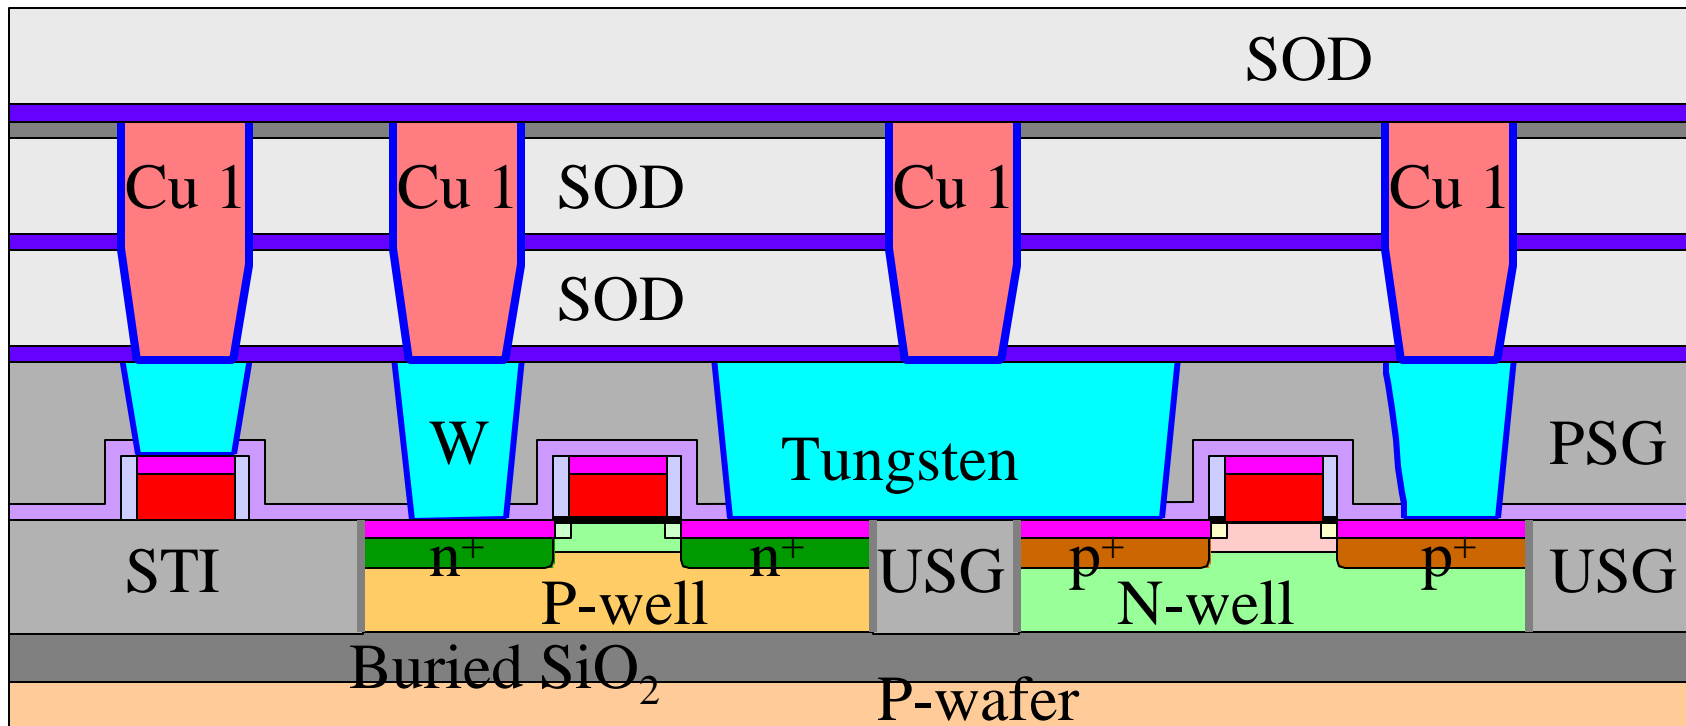 SOD
Cu 1 Cu 1 SOD Cu 1 Cu 1
SOD
W Tungsten PSG
STI n+ n+ USG p+ p+ USG
P-well N-well
Buried SiO2
P-wafer